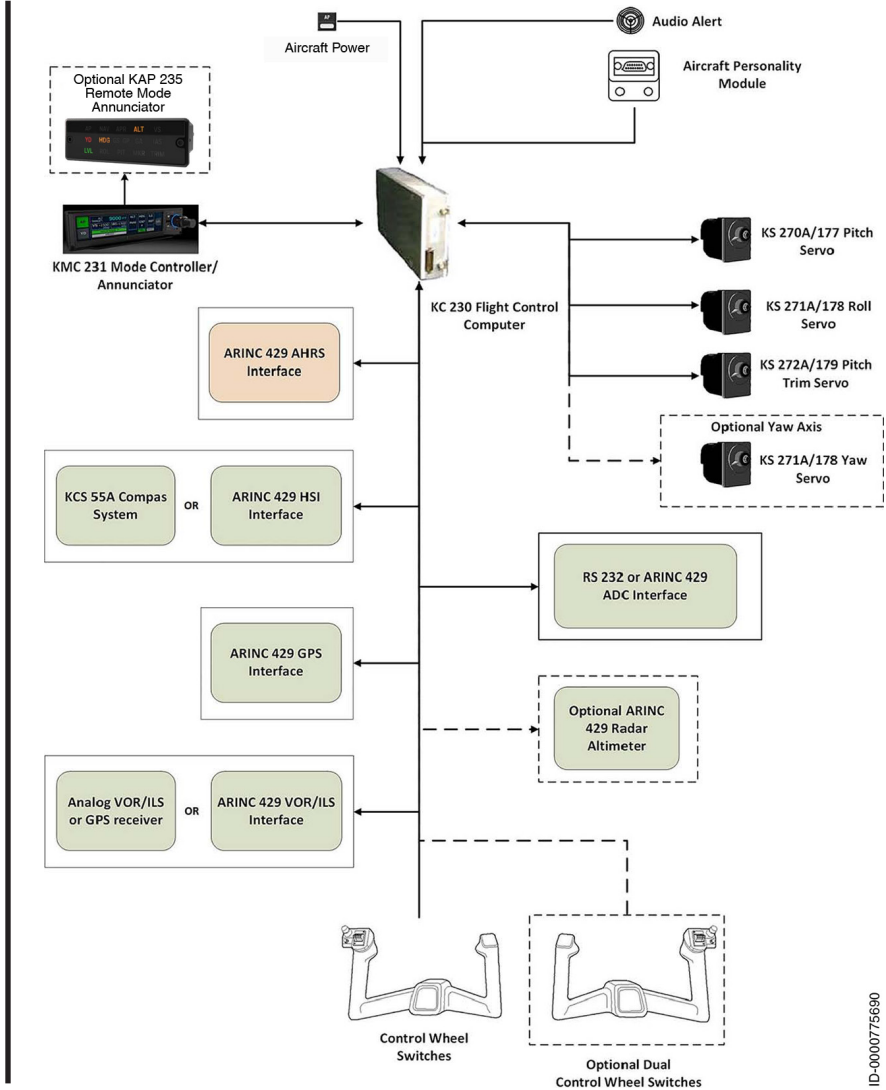 AP
Aircraft Power
Audio Alert
Aircraft Personality
Module
Optional KAP 235
Remote Mode
Annunciator
ALT
YD
HDG
LVL
KMC 231 Mode Controller/
Annunciator
KC 230 Flight Control
Computer
KS 270A/177 Pitch
Servo
KS 271A/178 Roll
Servo
KS 272A/179 Pitch
Trim Servo
Optional Yaw Axis
KS 271A/178 Yaw
Servo
ARINC 429 AHRS
Interface
KCS 55A Compas
System
OR
ARINC 429 HSI
Interface
RS 232 or ARINC 429
ADC Interface
ARINC 429 GPS
Interface
Optional ARINC
429 Radar
Altimeter
Analog VOR/ILS
or GPS receiver
OR
ARINC 429 VOR/ILS
Interface
Control Wheel
Switches
Optional Dual
Control Wheel Switches
ID-0000775690